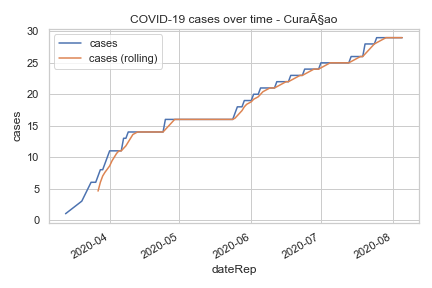 COVID-19 cases over time - CuraÃ§ao
cases
cases (rolling)
30
25
20
15
10
5
0
cases
2020-04
2020-05
2020-06
2020-07
2020-08
dateRep